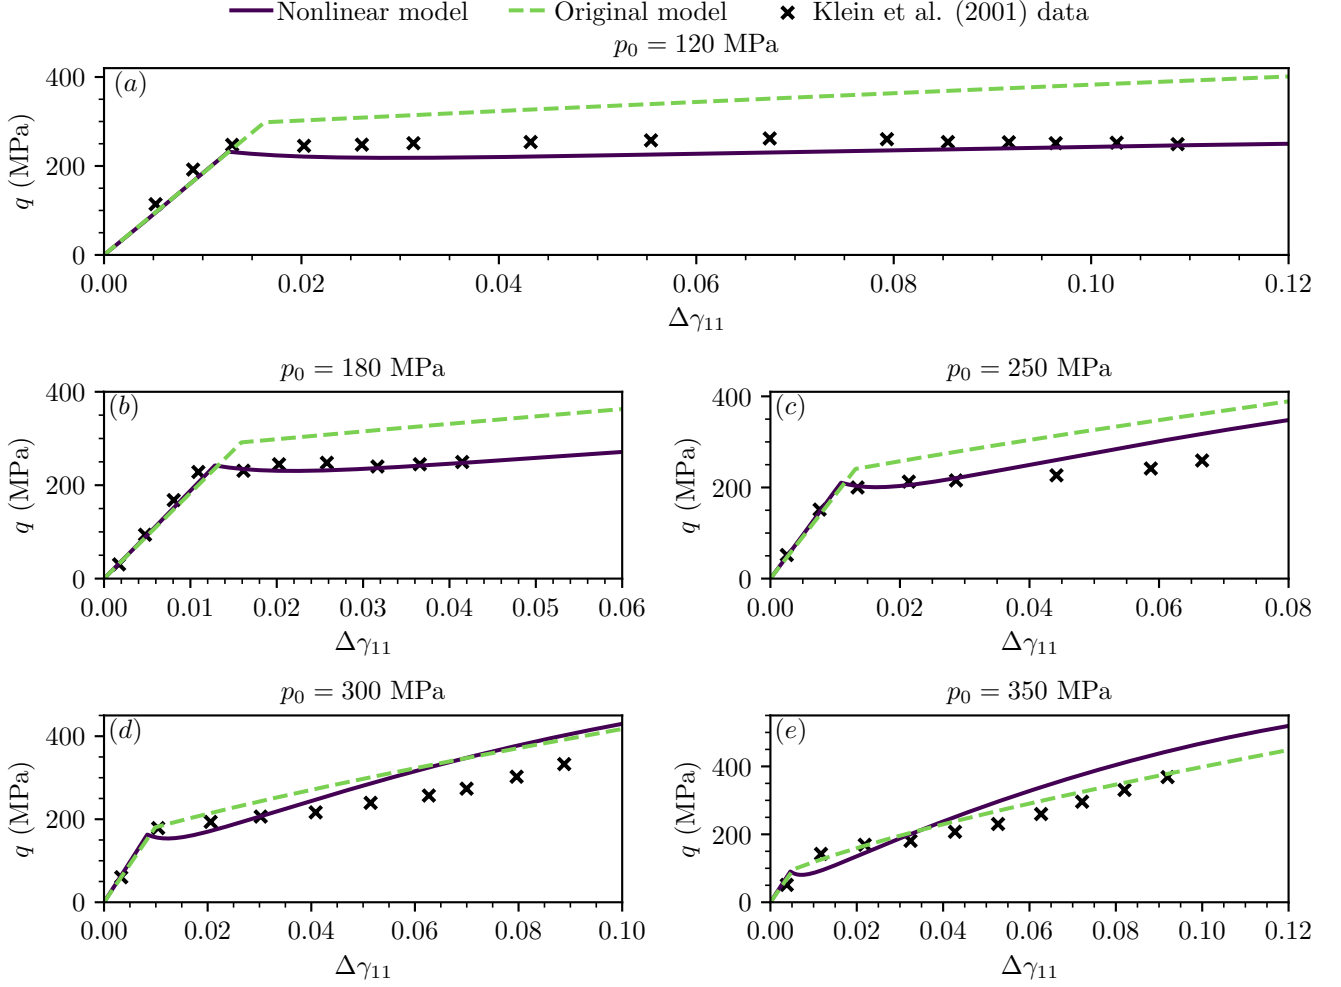 Nonlinear model Original model Klein et al. (2001) data
p₀ = 120 MPa
(a)
400
200
0
q (MPa)
0.00 0.02 0.04 0.06 0.08 0.10 0.12
Δγ₁₁
p₀ = 180 MPa
(b)
400
200
0
q (MPa)
0.00 0.01 0.02 0.03 0.04 0.05 0.06
Δγ₁₁
p₀ = 250 MPa
(c)
400
200
0
q (MPa)
0.00 0.02 0.04 0.06 0.08
Δγ₁₁
p₀ = 300 MPa
(d)
400
200
0
q (MPa)
0.00 0.02 0.04 0.06 0.08 0.10
Δγ₁₁
p₀ = 350 MPa
(e)
400
200
0
q (MPa)
0.00 0.02 0.04 0.06 0.08 0.10 0.12
Δγ₁₁